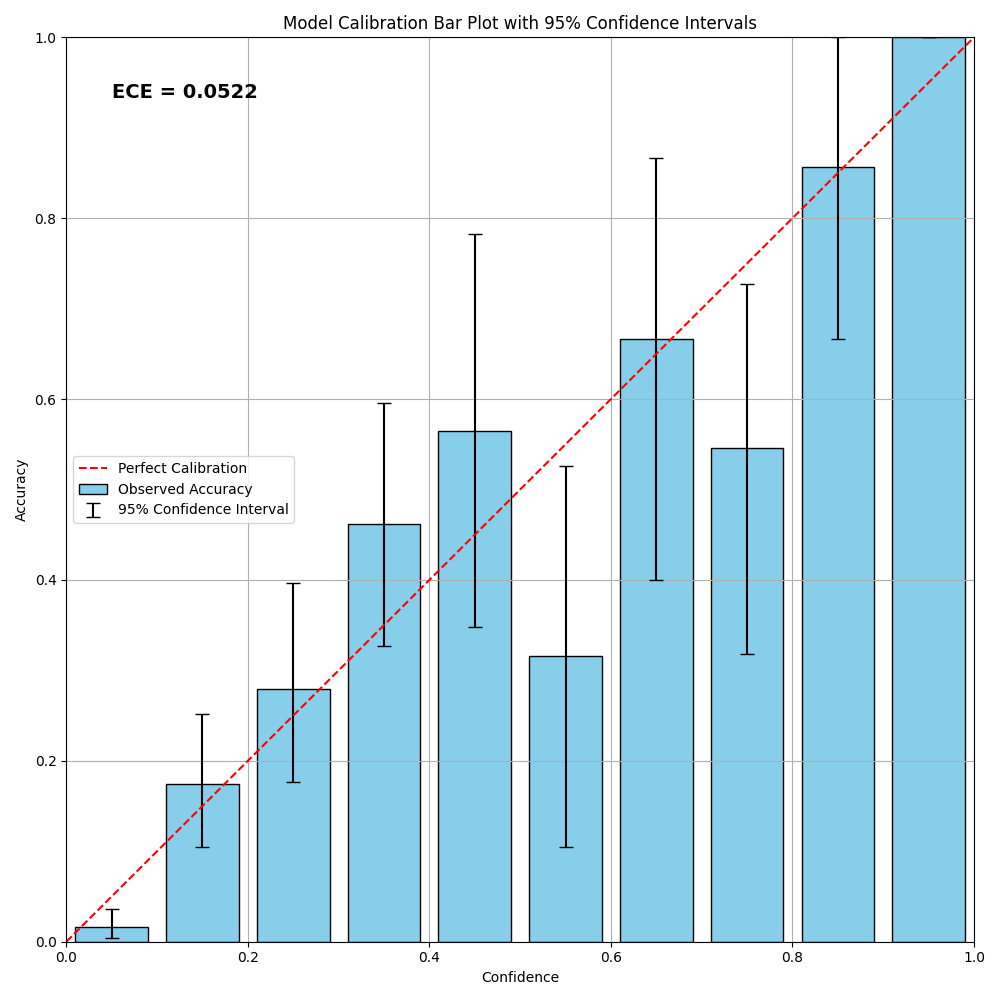 Model Calibration Bar Plot with 95% Confidence Intervals
ECE = 0.0522
1.0
0.8
0.6
0.4
0.2
0.0
Accuracy
Perfect Calibration
Observed Accuracy
95% Confidence Interval
0.0 0.2 0.4 0.6 0.8 1.0
Confidence